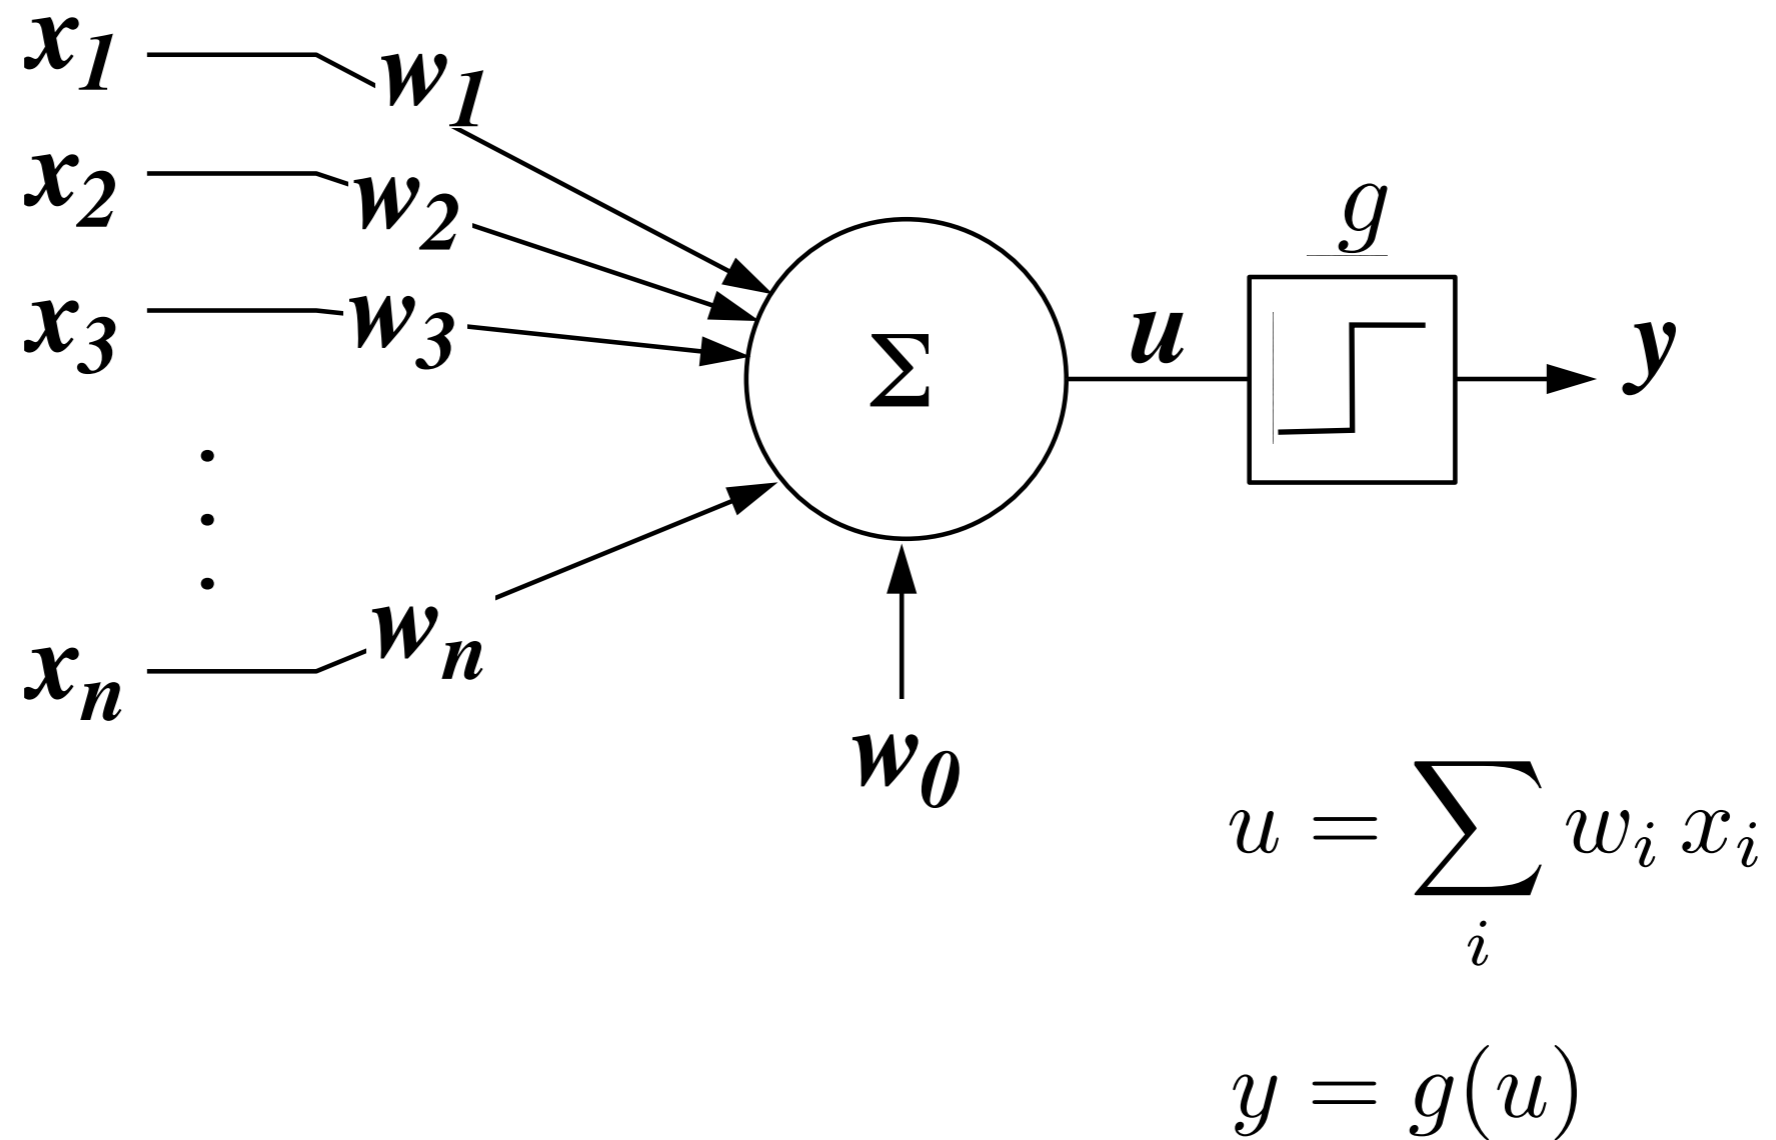 x₁
w₁
x₂
w₂
x₃
w₃
xₙ
wₙ
w₀
Σ
u
g
y
u = ∑ᵢ wᵢ xᵢ
y = g(u)